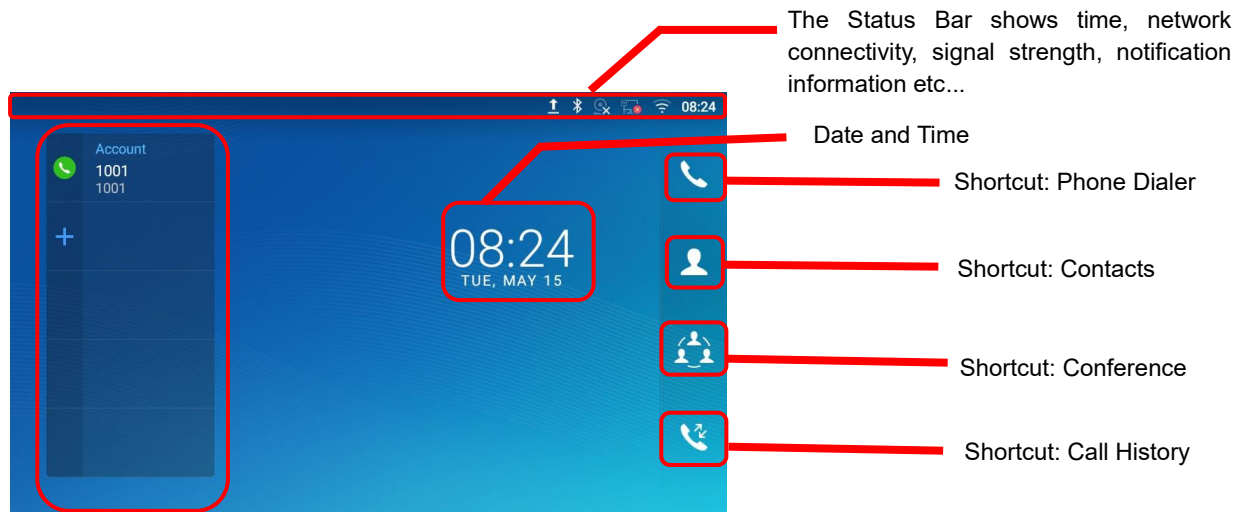 The Status Bar shows time, network
connectivity, signal strength, notification
information etc...
08:24
Date and Time
Account
1001
1001
Shortcut: Phone Dialer
08:24
TUE, MAY 15
Shortcut: Contacts
Shortcut: Conference
Shortcut: Call History